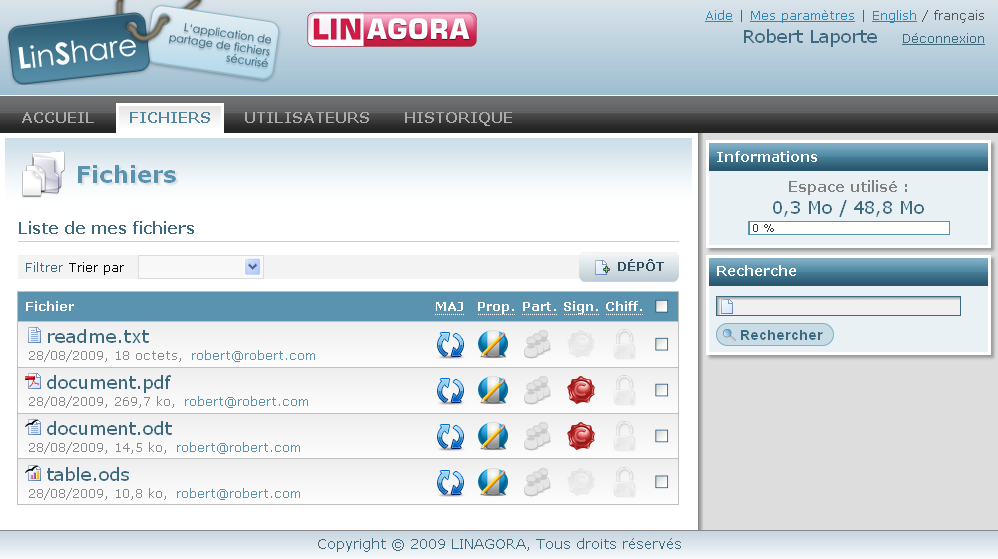 LinShare
L'application de
partage de fichiers
sécurisé
LINAGORA
Aide | Mes paramètres | English / français
Robert Laporte Déconnexion
ACCUEIL FICHIERS UTILISATEURS HISTORIQUE
Fichiers
Liste de mes fichiers
Filtrer Trier par
DÉPÔT
Fichier MAJ Prop. Part. Sign. Chiff.
readme.txt
28/08/2009, 18 octets, robert@robert.com
document.pdf
28/08/2009, 269,7 ko, robert@robert.com
document.odt
28/08/2009, 14,5 ko, robert@robert.com
table.ods
28/08/2009, 10,8 ko, robert@robert.com
Informations
Espace utilisé :
0,3 Mo / 48,8 Mo
0 %
Recherche
Rechercher
Copyright © 2009 LINAGORA, Tous droits réservés